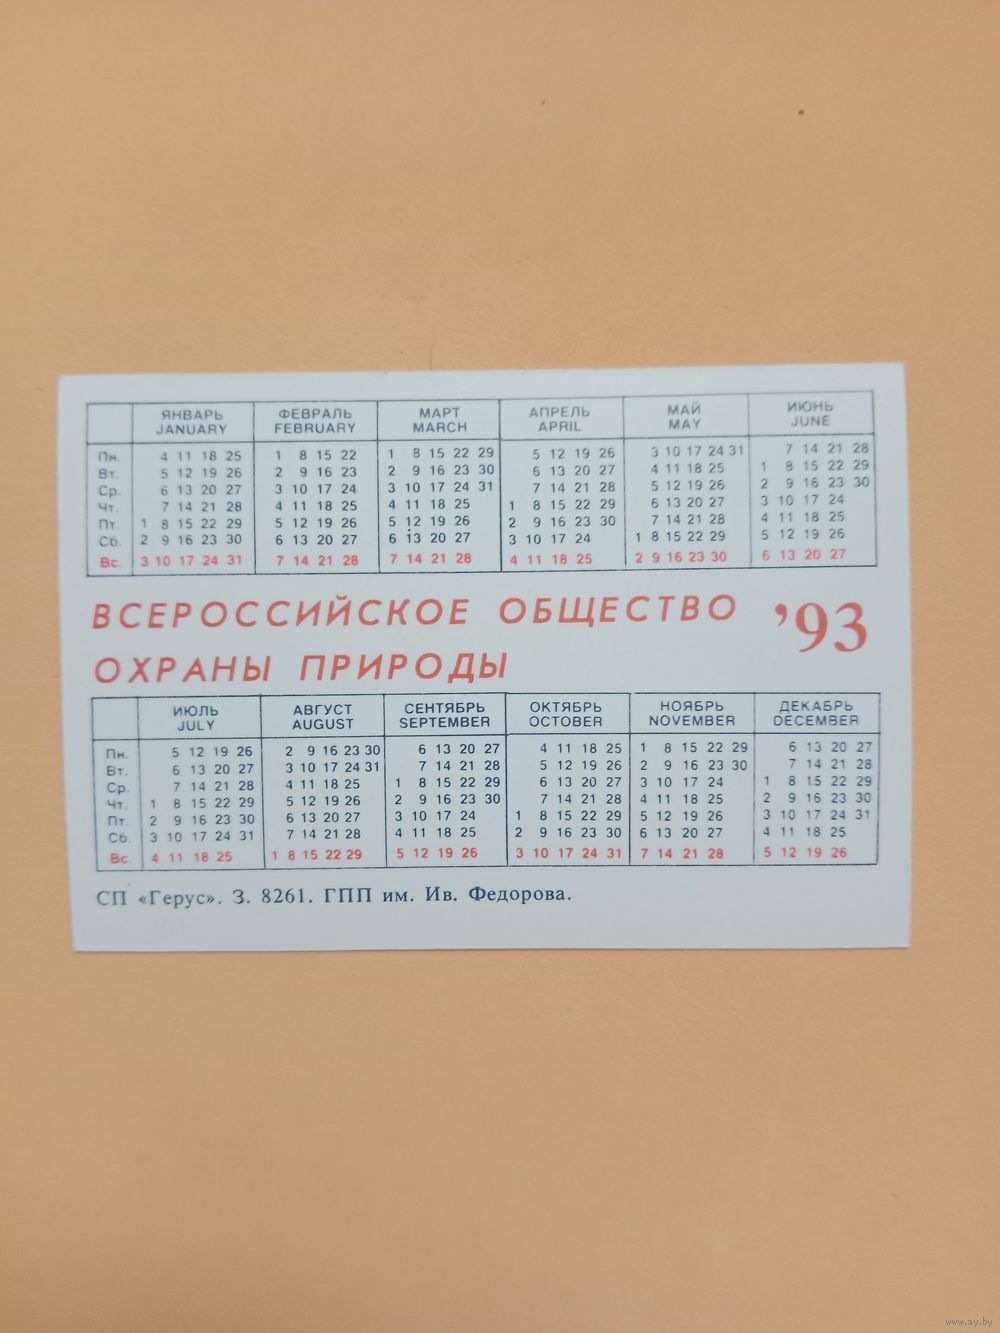 ЯНВАРЬ ФЕВРАЛЬ МАРТ АПРЕЛЬ МАЙ ИЮНЬ
JANUARY FEBRUARY MARCH APRIL MAY JUNE
Пн. 4 11 18 25 1 8 15 22 1 8 15 22 29 5 12 19 26 3 10 17 24 31 7 14 21 28
Вт. 5 12 19 26 2 9 16 23 2 9 16 23 30 6 13 20 27 4 11 18 25 1 8 15 22 29
Ср. 6 13 20 27 3 10 17 24 3 10 17 24 31 7 14 21 28 5 12 19 26 2 9 16 23 30
Чт. 7 14 21 28 4 11 18 25 4 11 18 25 1 8 15 22 29 6 13 20 27 3 10 17 24
Пт. 1 8 15 22 29 5 12 19 26 5 12 19 26 2 9 16 23 30 7 14 21 28 4 11 18 25
Сб. 2 9 16 23 30 6 13 20 27 6 13 20 27 3 10 17 24 1 8 15 22 29 5 12 19 26
Вс. 3 10 17 24 31 7 14 21 28 7 14 21 28 4 11 18 25 2 9 16 23 30 6 13 20 27
ВСЕРОССИЙСКОЕ ОБЩЕСТВО '93
ОХРАНЫ ПРИРОДЫ
ИЮЛЬ АВГУСТ СЕНТЯБРЬ ОКТЯБРЬ НОЯБРЬ ДЕКАБРЬ
JULY AUGUST SEPTEMBER OCTOBER NOVEMBER DECEMBER
Пн. 5 12 19 26 2 9 16 23 30 6 13 20 27 4 11 18 25 1 8 15 22 29 6 13 20 27
Вт. 6 13 20 27 3 10 17 24 31 7 14 21 28 5 12 19 26 2 9 16 23 30 7 14 21 28
Ср. 7 14 21 28 4 11 18 25 1 8 15 22 29 6 13 20 27 3 10 17 24 1 8 15 22 29
Чт. 1 8 15 22 29 5 12 19 26 2 9 16 23 30 7 14 21 28 4 11 18 25 2 9 16 23 30
Пт. 2 9 16 23 30 6 13 20 27 3 10 17 24 1 8 15 22 29 5 12 19 26 3 10 17 24 31
Сб. 3 10 17 24 31 7 14 21 28 4 11 18 25 2 9 16 23 30 6 13 20 27 4 11 18 25
Вс. 4 11 18 25 1 8 15 22 29 5 12 19 26 3 10 17 24 31 7 14 21 28 5 12 19 26
СП «Герус». З. 8261. ГПП им. Ив. Федорова.
www.ay.by